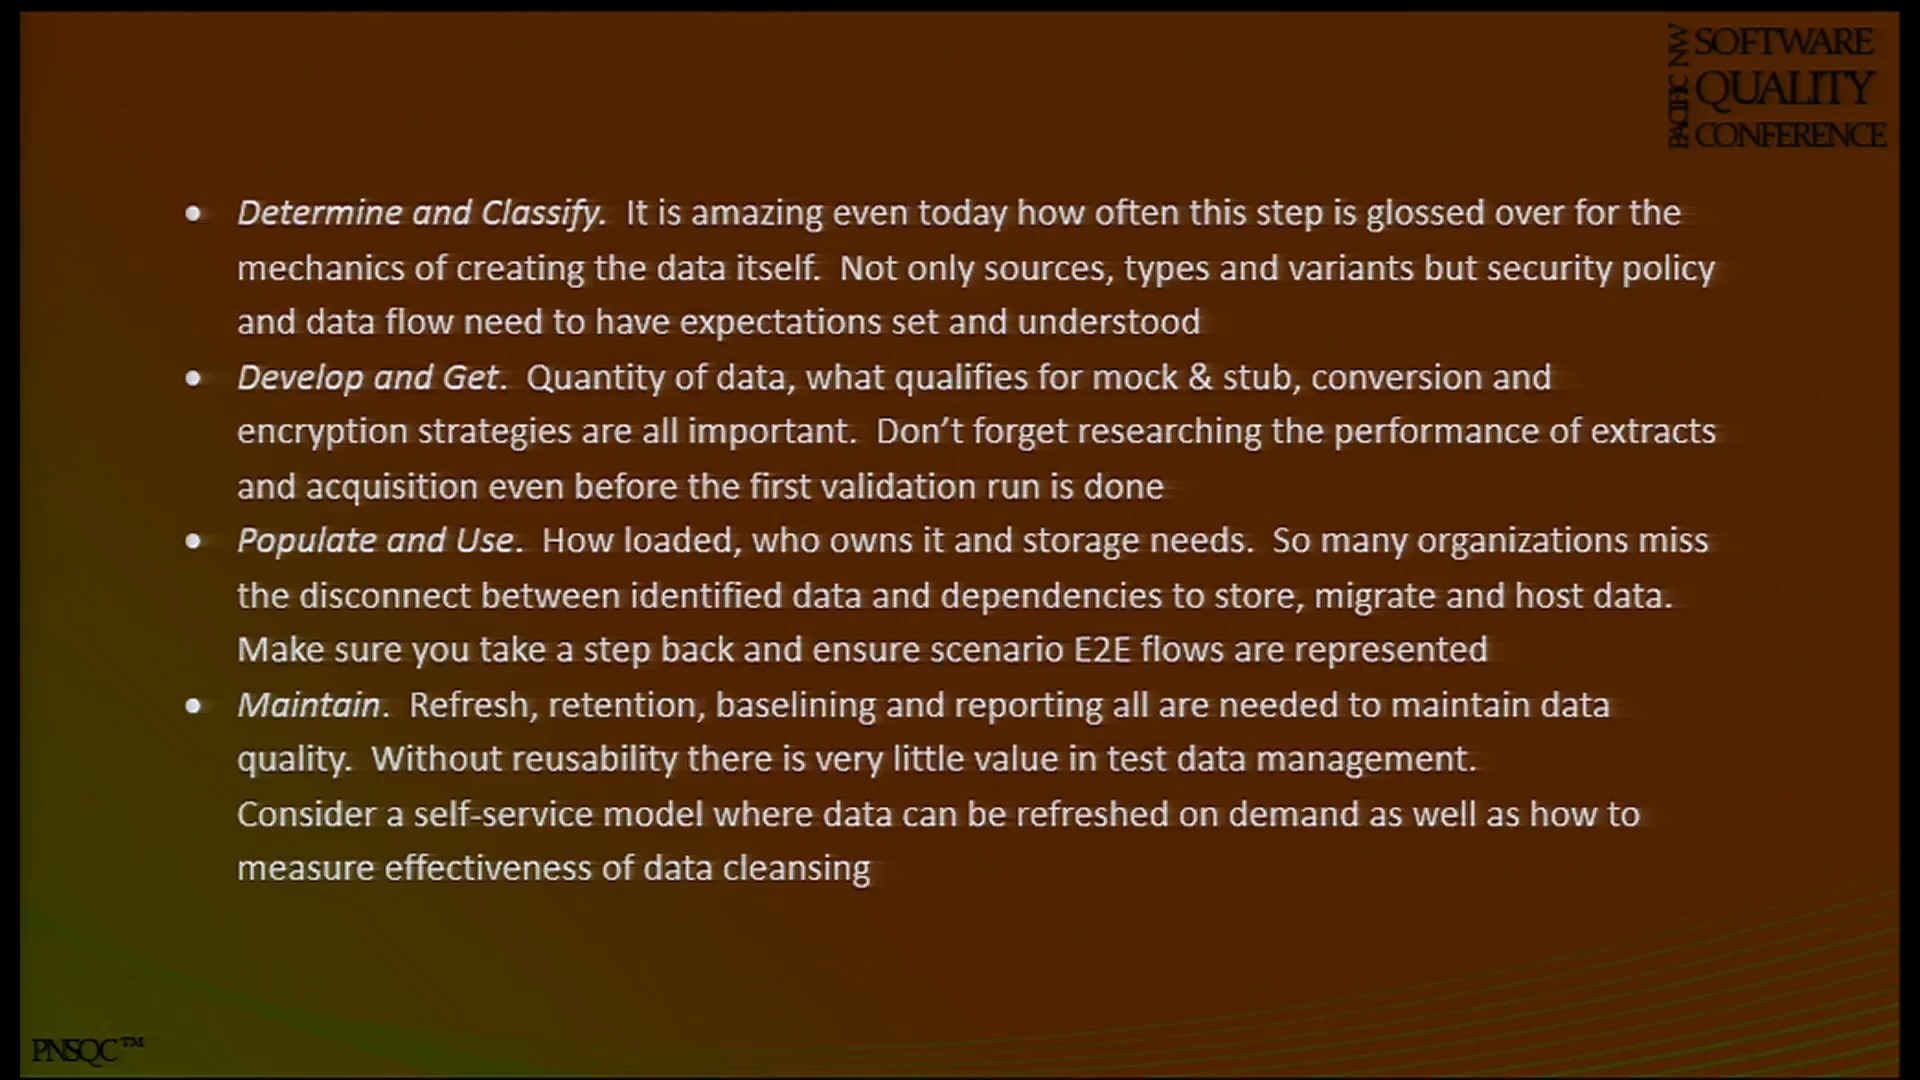 PACIFIC NW
SOFTWARE
QUALITY
CONFERENCE
• Determine and Classify.  It is amazing even today how often this step is glossed over for the
mechanics of creating the data itself.  Not only sources, types and variants but security policy
and data flow need to have expectations set and understood
• Develop and Get.  Quantity of data, what qualifies for mock & stub, conversion and
encryption strategies are all important.  Don’t forget researching the performance of extracts
and acquisition even before the first validation run is done
• Populate and Use.  How loaded, who owns it and storage needs.  So many organizations miss
the disconnect between identified data and dependencies to store, migrate and host data.
Make sure you take a step back and ensure scenario E2E flows are represented
• Maintain.  Refresh, retention, baselining and reporting all are needed to maintain data
quality.  Without reusability there is very little value in test data management.
Consider a self-service model where data can be refreshed on demand as well as how to
measure effectiveness of data cleansing
PNSQC™